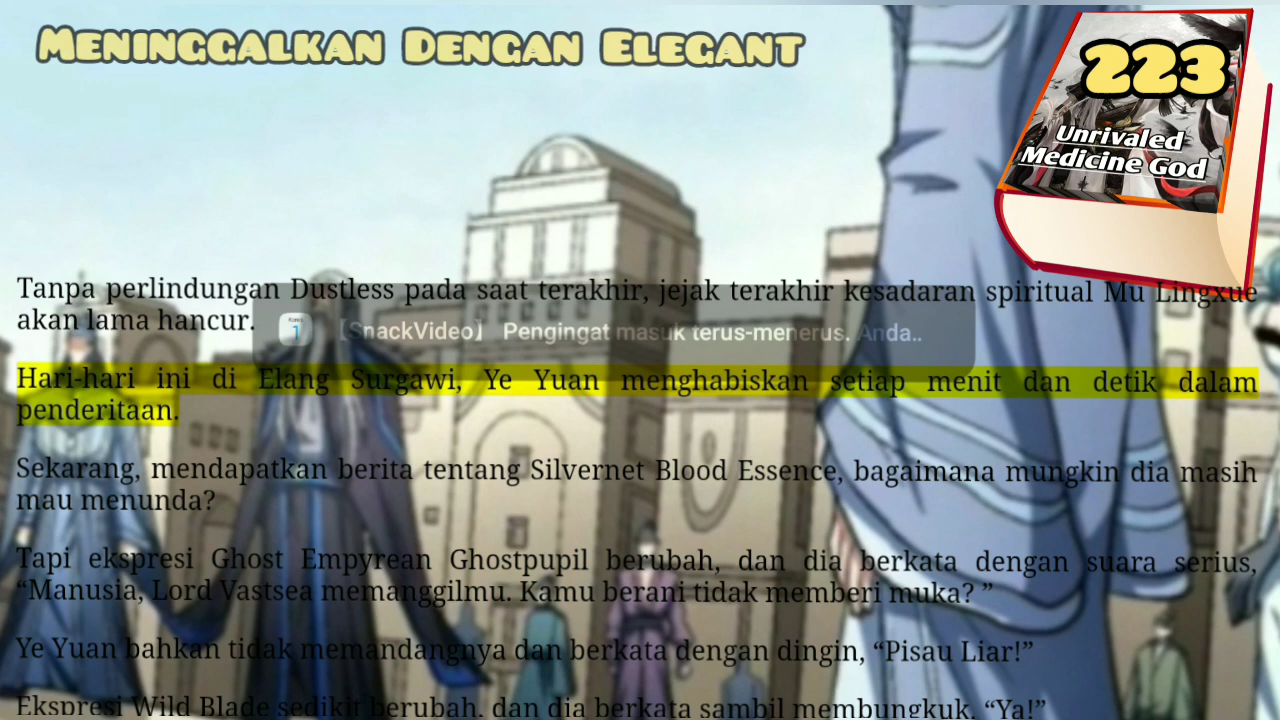 Meninggalkan Dengan Elegant
223
Unrivaled
Medicine God
Tanpa perlindungan Dustless pada saat terakhir, jejak terakhir kesadaran spiritual Mu Lingxue
akan lama hancur.
1
【SnackVideo】 Pengingat masuk terus-menerus. Anda..
Hari-hari ini di Elang Surgawi, Ye Yuan menghabiskan setiap menit dan detik dalam
penderitaan.
Sekarang, mendapatkan berita tentang Silvernet Blood Essence, bagaimana mungkin dia masih
mau menunda?
Tapi ekspresi Ghost Empyrean Ghostpupil berubah, dan dia berkata dengan suara serius,
“Manusia, Lord Vastsea memanggilmu. Kamu berani tidak memberi muka? ”
Ye Yuan bahkan tidak memandangnya dan berkata dengan dingin, “Pisau Liar!”
Ekspresi Wild Blade sedikit berubah, dan dia berkata sambil membungkuk, “Ya!”